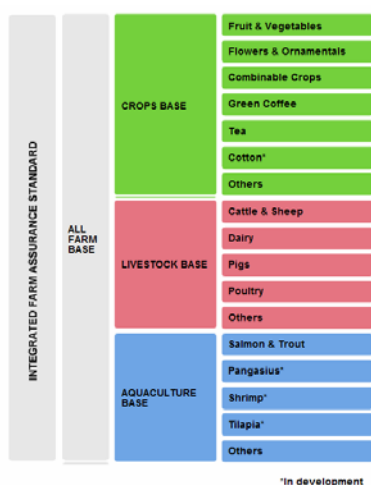 INTEGRATED FARM ASSURANCE STANDARD
ALL
FARM
BASE
CROPS BASE
Fruit & Vegetables
Flowers & Ornamentals
Combinable Crops
Green Coffee
Tea
Cotton*
Others
LIVESTOCK BASE
Cattle & Sheep
Dairy
Pigs
Poultry
Others
AQUACULTURE
BASE
Salmon & Trout
Pangasius*
Shrimp*
Tilapia*
Others
*In development